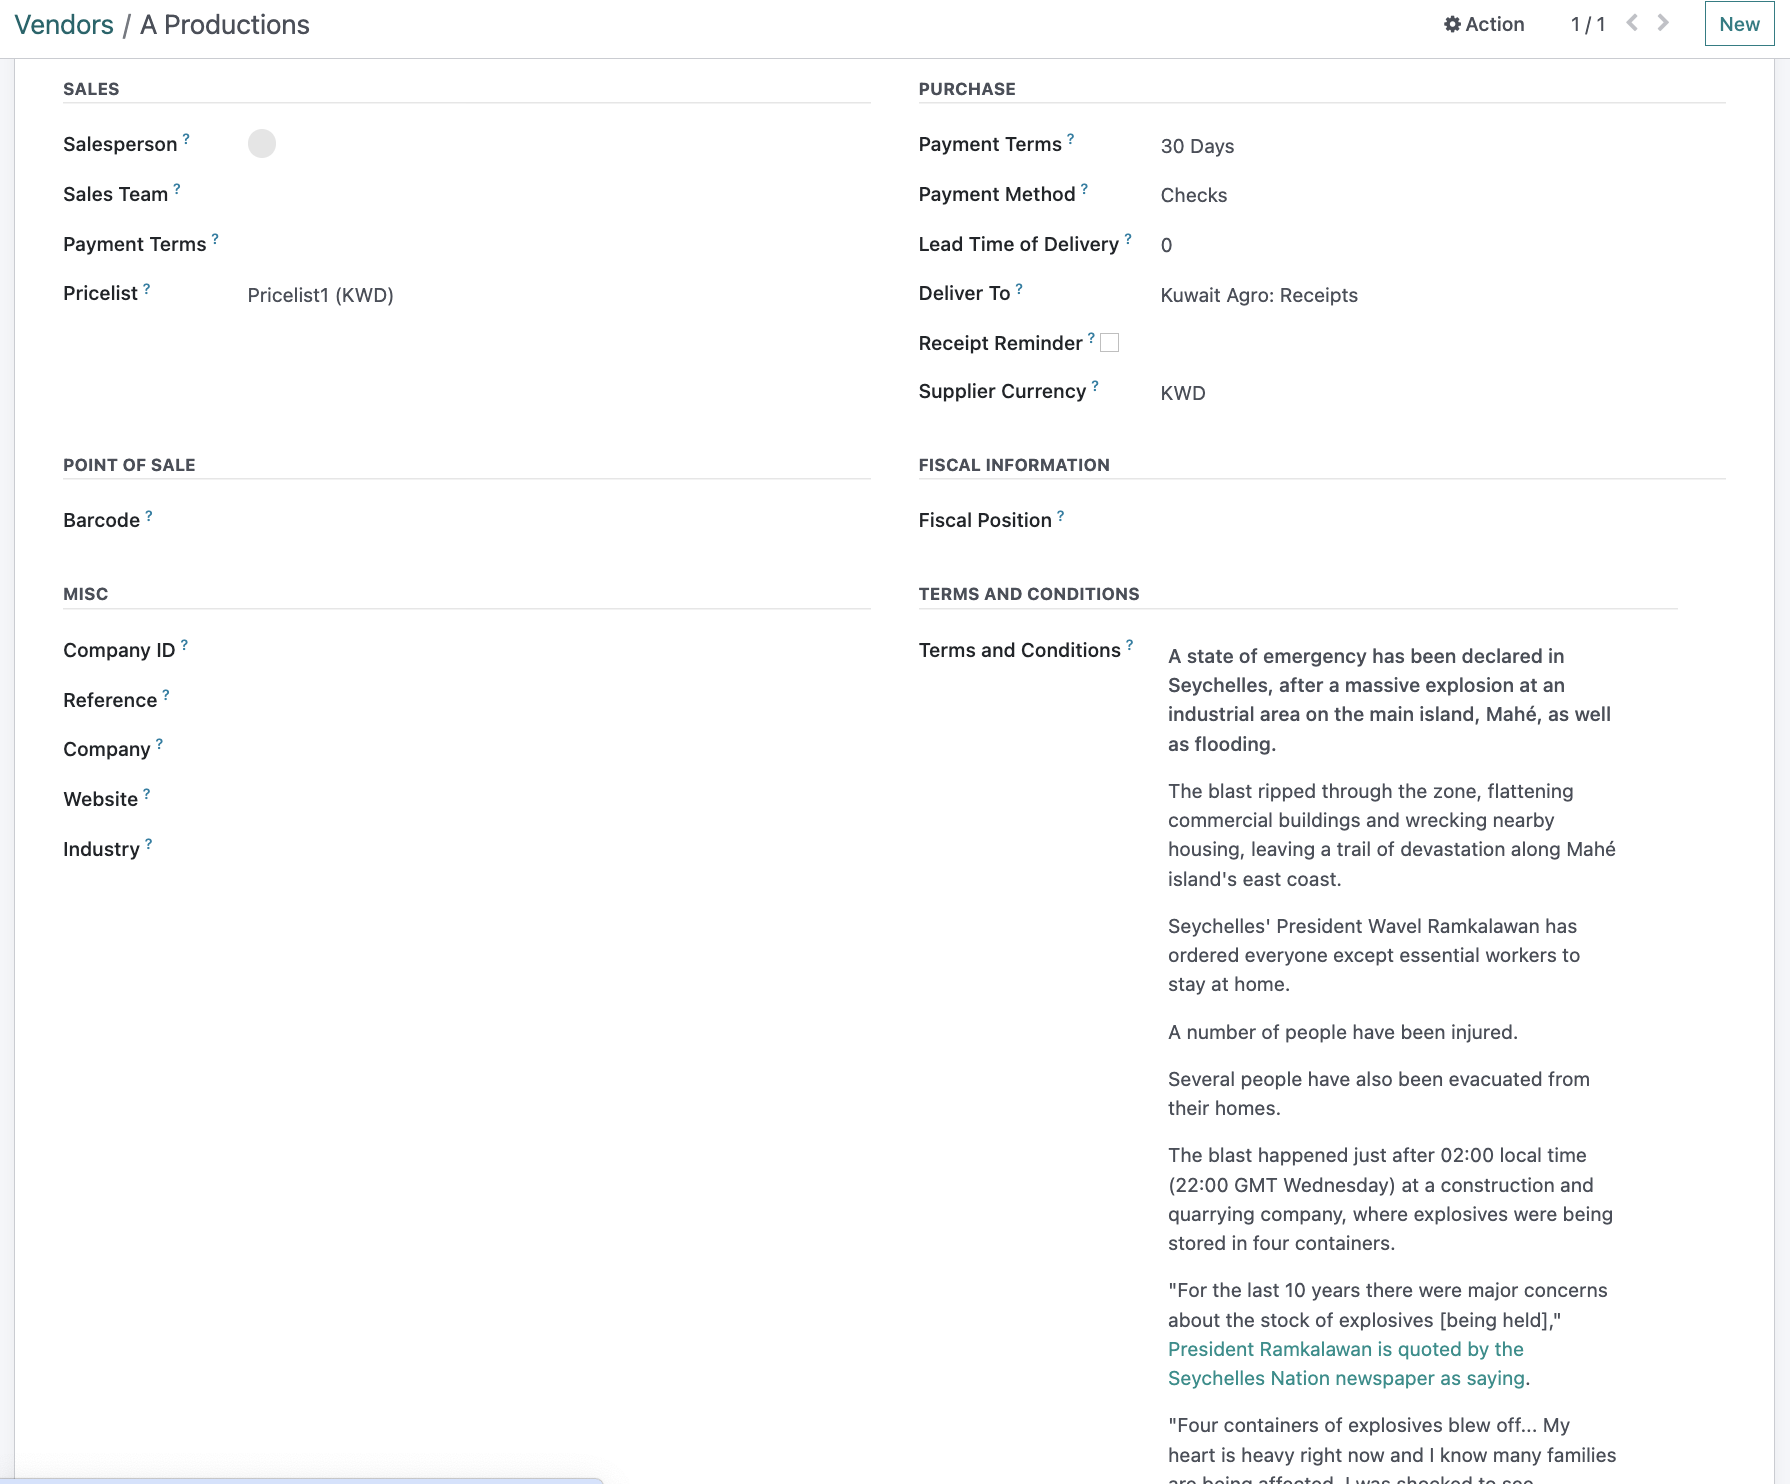 Vendors / A Productions
Action
1 / 1
New
SALES
Salesperson ?
Sales Team ?
Payment Terms ?
Pricelist ? Pricelist1 (KWD)
PURCHASE
Payment Terms ? 30 Days
Payment Method ? Checks
Lead Time of Delivery ? 0
Deliver To ? Kuwait Agro: Receipts
Receipt Reminder ?
Supplier Currency ? KWD
POINT OF SALE
Barcode ?
FISCAL INFORMATION
Fiscal Position ?
MISC
Company ID ?
Reference ?
Company ?
Website ?
Industry ?
TERMS AND CONDITIONS
Terms and Conditions ?
A state of emergency has been declared in
Seychelles, after a massive explosion at an
industrial area on the main island, Mahé, as well
as flooding.
The blast ripped through the zone, flattening
commercial buildings and wrecking nearby
housing, leaving a trail of devastation along Mahé
island's east coast.
Seychelles' President Wavel Ramkalawan has
ordered everyone except essential workers to
stay at home.
A number of people have been injured.
Several people have also been evacuated from
their homes.
The blast happened just after 02:00 local time
(22:00 GMT Wednesday) at a construction and
quarrying company, where explosives were being
stored in four containers.
"For the last 10 years there were major concerns
about the stock of explosives [being held],"
President Ramkalawan is quoted by the
Seychelles Nation newspaper as saying.
"Four containers of explosives blew off... My
heart is heavy right now and I know many families
are being affected. I was shocked to see